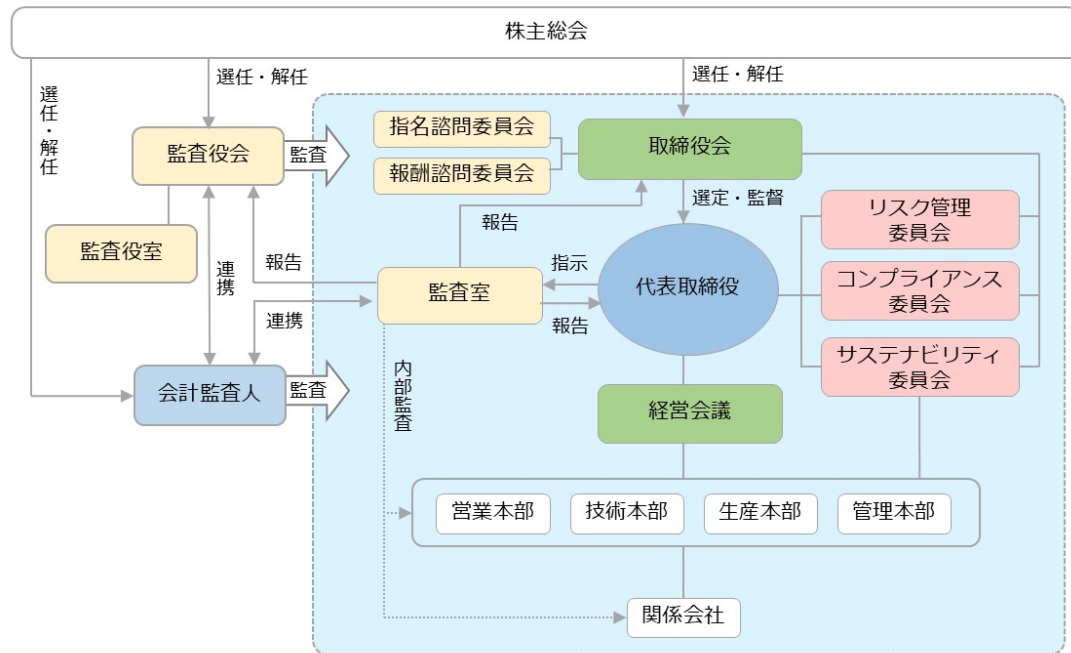 株主総会
選任・解任
選任・解任
選任・解任
監査役会
監査
指名諮問委員会
報酬諮問委員会
取締役会
監査役室
選定・監督
報告
リスク管理
委員会
報告
連携
監査室
指示
報告
代表取締役
コンプライアンス
委員会
連携
サステナビリティ
委員会
会計監査人
監査
内部監査
経営会議
営業本部
技術本部
生産本部
管理本部
関係会社